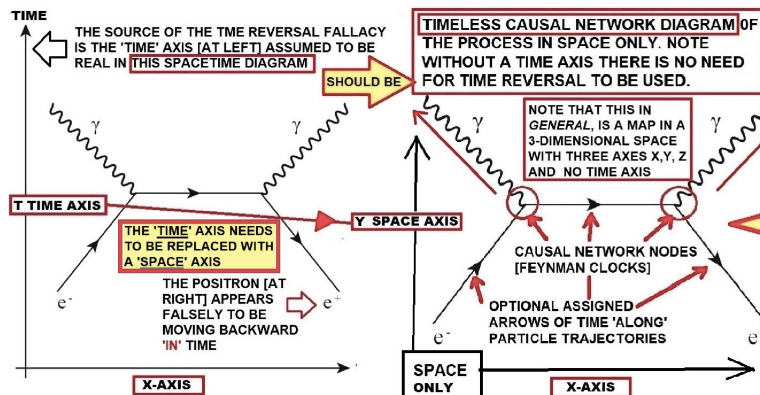 TIME
THE SOURCE OF THE TME REVERSAL FALLACY
IS THE 'TIME' AXIS [AT LEFT] ASSUMED TO BE
REAL IN THIS SPACETIME DIAGRAM
SHOULD BE
γ
γ
T TIME AXIS
THE 'TIME' AXIS NEEDS
TO BE REPLACED WITH
A 'SPACE' AXIS
THE POSITRON [AT
RIGHT] APPEARS
FALSELY TO BE
MOVING BACKWARD
'IN' TIME
e-
e+
X-AXIS
TIMELESS CAUSAL NETWORK DIAGRAM 0F
THE PROCESS IN SPACE ONLY. NOTE
WITHOUT A TIME AXIS THERE IS NO NEED
FOR TIME REVERSAL TO BE USED.
NOTE THAT THIS IN
GENERAL, IS A MAP IN A
3-DIMENSIONAL SPACE
WITH THREE AXES X,Y, Z
AND NO TIME AXIS
γ
γ
Y SPACE AXIS
CAUSAL NETWORK NODES
[FEYNMAN CLOCKS]
OPTIONAL ASSIGNED
ARROWS OF TIME 'ALONG'
PARTICLE TRAJECTORIES
e-
e
SPACE
ONLY
X-AXIS